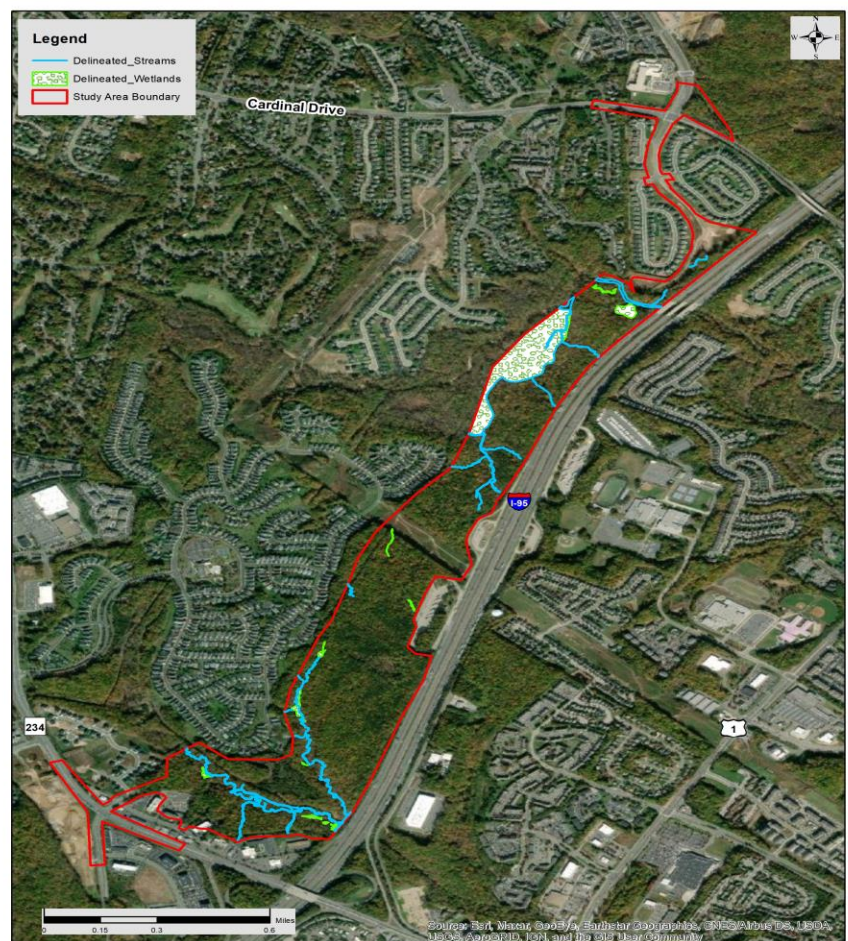 Legend
Delineated_Streams
Delineated_Wetlands
Study Area Boundary
N
W E
S
Cardinal Drive
I-95
234
1
Miles
0 0.15 0.3 0.6
Source: Esri, Maxar, GeoEye, Earthstar Geographics, CNES/Airbus DS, USDA,
USGS, AeroGRID, IGN, and the GIS User Community